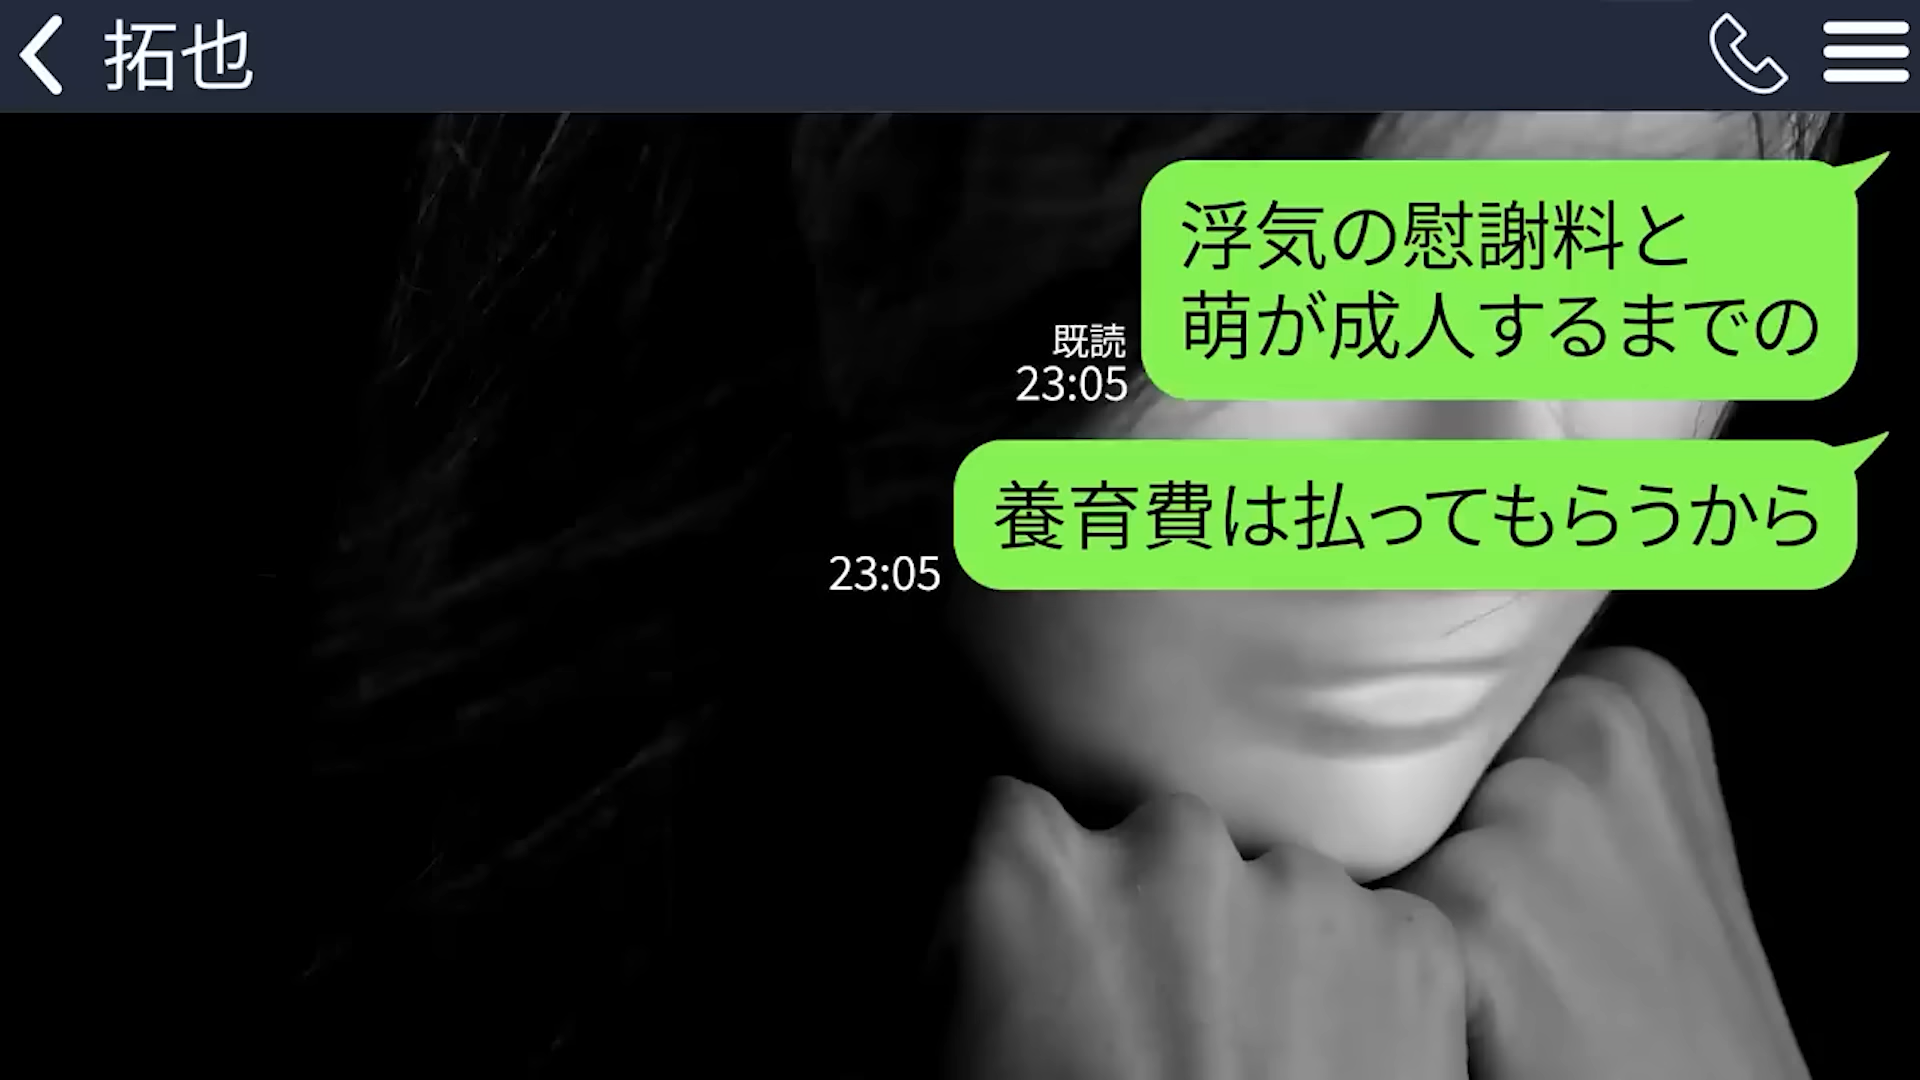 拓也
浮気の慰謝料と
萌が成人するまでの
既読
23:05
養育費は払ってもらうから
23:05